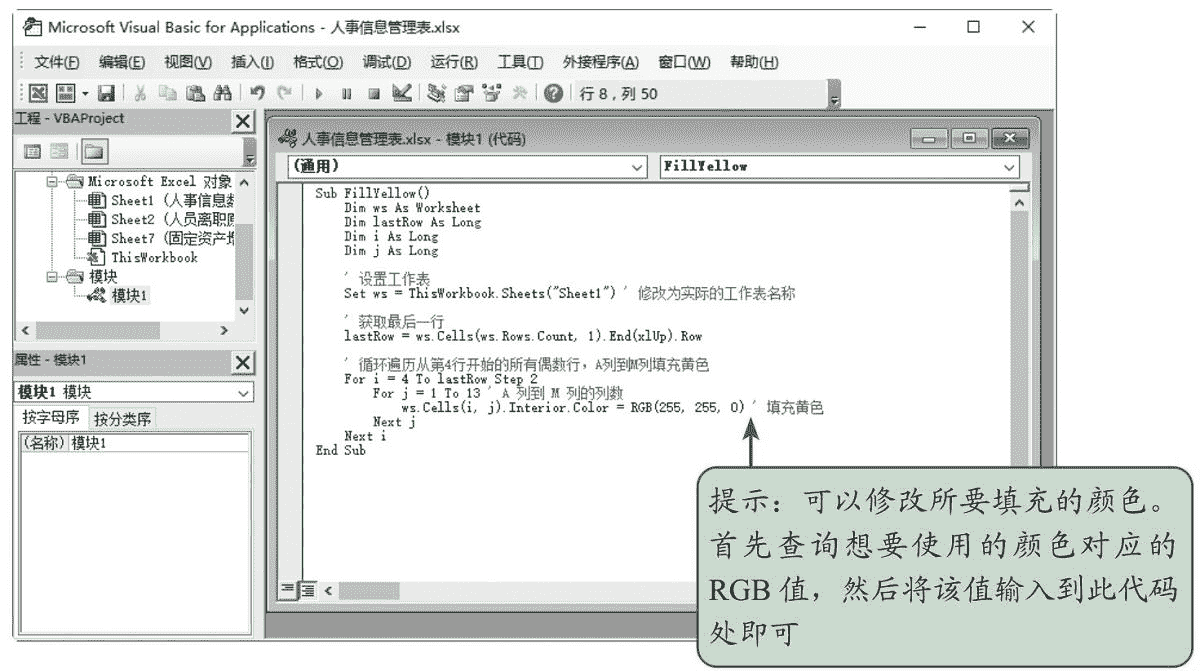 Microsoft Visual Basic for Applications - 人事信息管理表.xlsx
文件(F) 编辑(E) 视图(V) 插入(I) 格式(O) 调试(D) 运行(R) 工具(T) 外接程序(A) 窗口(W) 帮助(H)
行 8，列 50
工程 - VBAProject
Microsoft Excel 对象
Sheet1 (人事信息
Sheet2 (人员离职
Sheet7 (固定资产
ThisWorkbook
模块
模块1
属性 - 模块1
模块1 模块
按字母序 按分类序
(名称) 模块1
人事信息管理表.xlsx - 模块1 (代码)
(通用) FillYellow
Sub FillYellow()
Dim ws As Worksheet
Dim lastRow As Long
Dim i As Long
Dim j As Long
' 设置工作表
Set ws = ThisWorkbook.Sheets("Sheet1") ' 修改为实际的工作表名称
' 获取最后一行
lastRow = ws.Cells(ws.Rows.Count, 1).End(xlUp).Row
' 循环遍历从第4行开始的所有偶数行，A列到M列填充黄色
For i = 4 To lastRow Step 2
For j = 1 To 13 ' A 列到 M 列的列数
ws.Cells(i, j).Interior.Color = RGB(255, 255, 0) ' 填充黄色
Next j
Next i
End Sub
提示：可以修改所要填充的颜色。
首先查询想要使用的颜色对应的
RGB 值，然后将该值输入到此代码
处即可